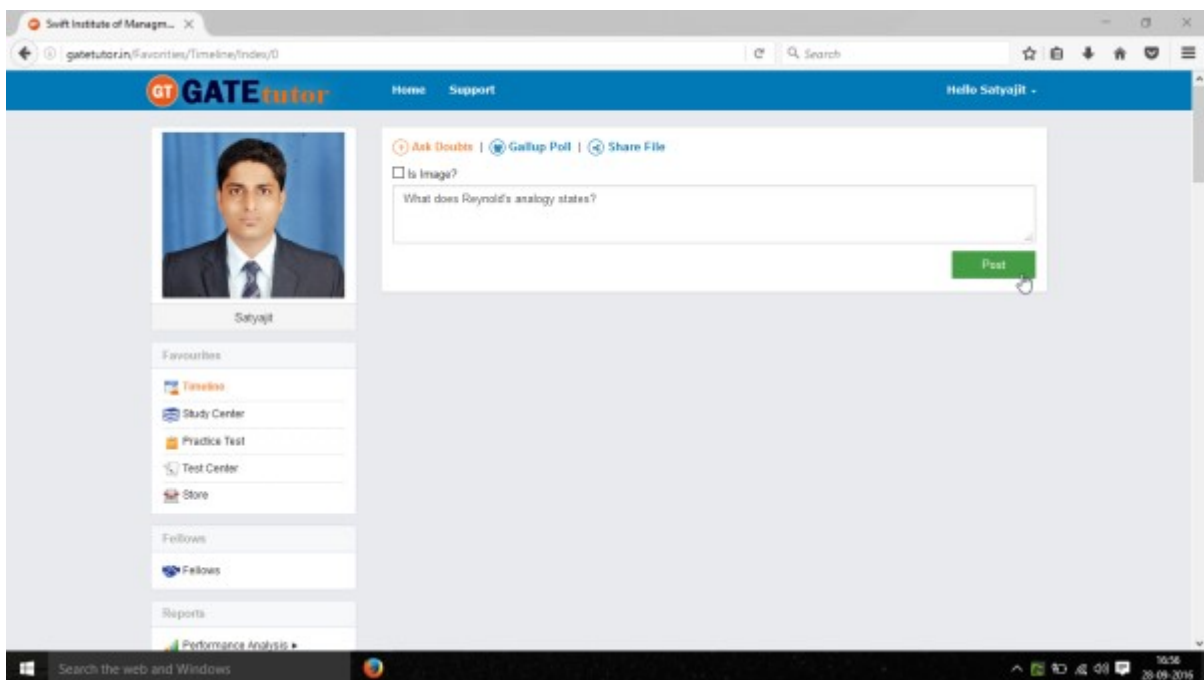 Swift Institute of Managm...
gatetutor.in/Favorities/Timeline/Index/0
Search
GT GATEtutor
Home Support
Hello Satyajit
Ask Doubts | Gallup Poll | Share File
Is Image?
What does Reynold's analogy states?
Post
Satyajit
Favourites
Timeline
Study Center
Practice Test
Test Center
Store
Fellows
Fellows
Reports
Performance Analysis
Search the web and Windows
16:56
28-09-2016